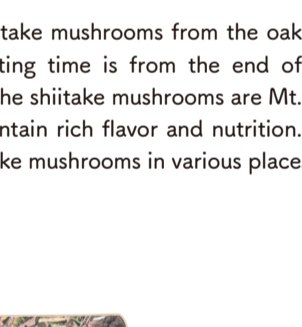 take mushrooms from the oak
ting time is from the end of
he shiitake mushrooms are Mt.
ntain rich flavor and nutrition.
ke mushrooms in various place